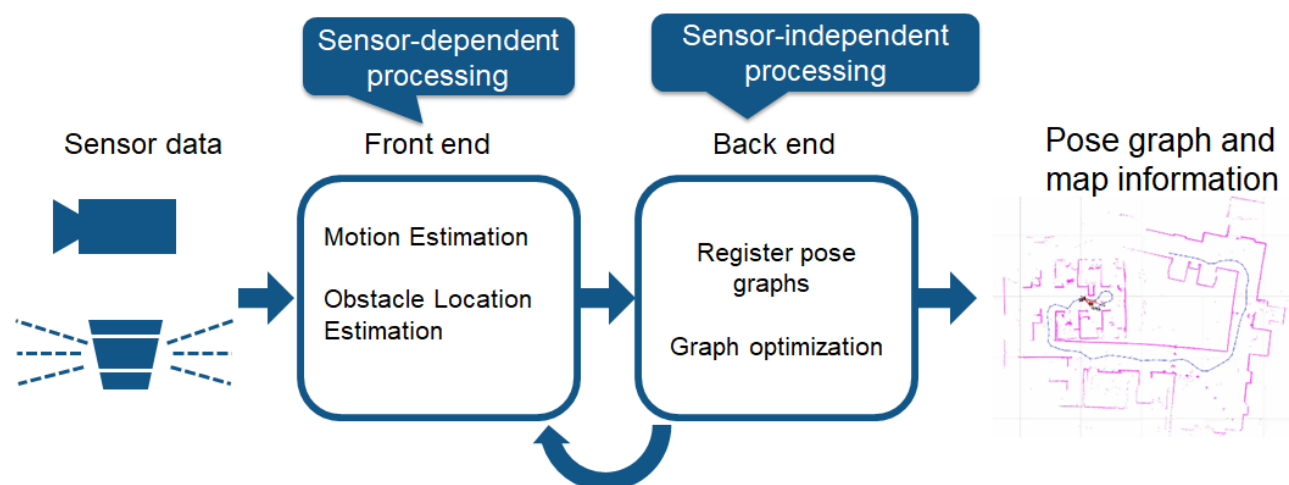 Sensor-dependent
processing
Sensor-independent
processing
Sensor data
Front end
Back end
Pose graph and
map information
Motion Estimation
Obstacle Location
Estimation
Register pose
graphs
Graph optimization